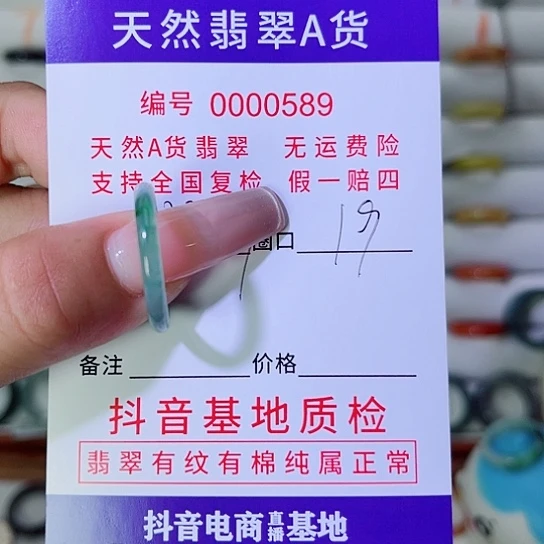 天然翡翠A货
编号 0000589
天然A货翡翠 无运费险
支持全国复检 假一赔四
圈口 19
备注 价格
抖音基地质检
翡翠有纹有棉纯属正常
抖音电商直播基地